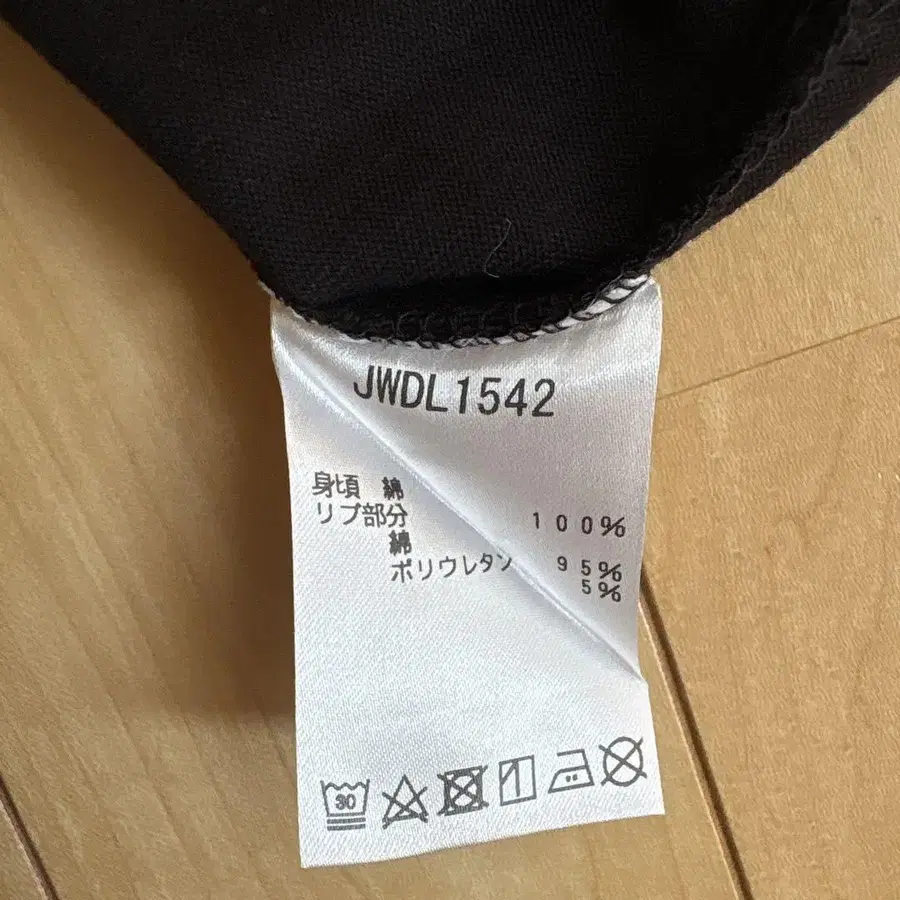 JWDL1542
身頃 綿 100%
リブ部分
綿 95%
ポリウレタン 5%
30